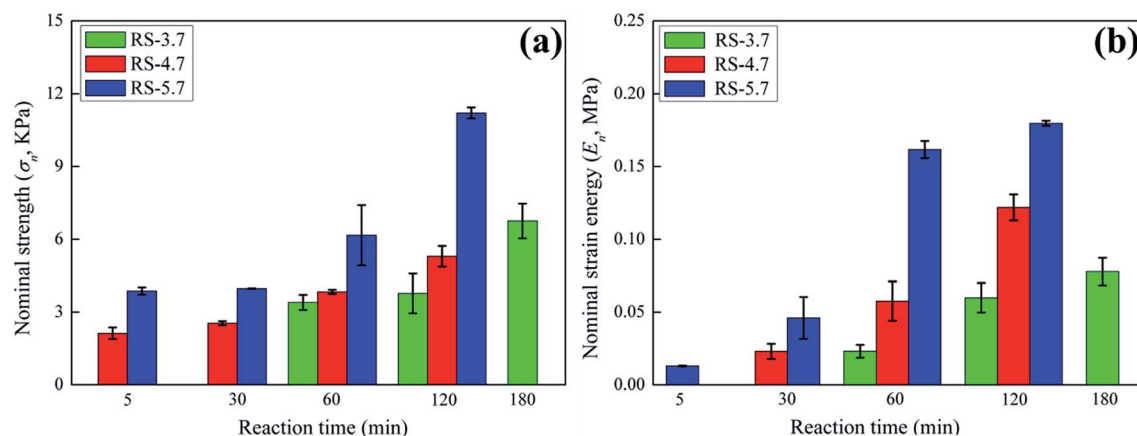 (a)
RS-3.7
RS-4.7
RS-5.7
Nominal strength (σn, KPa)
15
12
9
6
3
0
5 30 60 120 180
Reaction time (min)
(b)
RS-3.7
RS-4.7
RS-5.7
Nominal strain energy (En, MPa)
0.25
0.20
0.15
0.10
0.05
0.00
5 30 60 120 180
Reaction time (min)